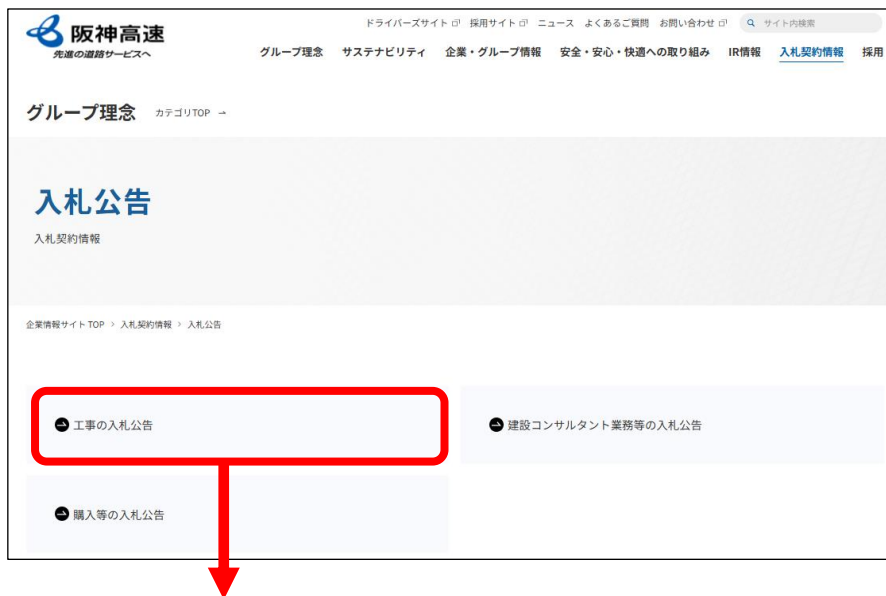 阪神高速
先進の道路サービスへ
ドライバーズサイト 採用サイト ニュース よくあるご質問 お問い合わせ サイト内検索
グループ理念 サステナビリティ 企業・グループ情報 安全・安心・快適への取り組み IR情報 入札契約情報 採用
グループ理念 カテゴリTOP →
入札公告
入札契約情報
企業情報サイトTOP > 入札契約情報 > 入札公告
工事の入札公告 建設コンサルタント業務等の入札公告
購入等の入札公告